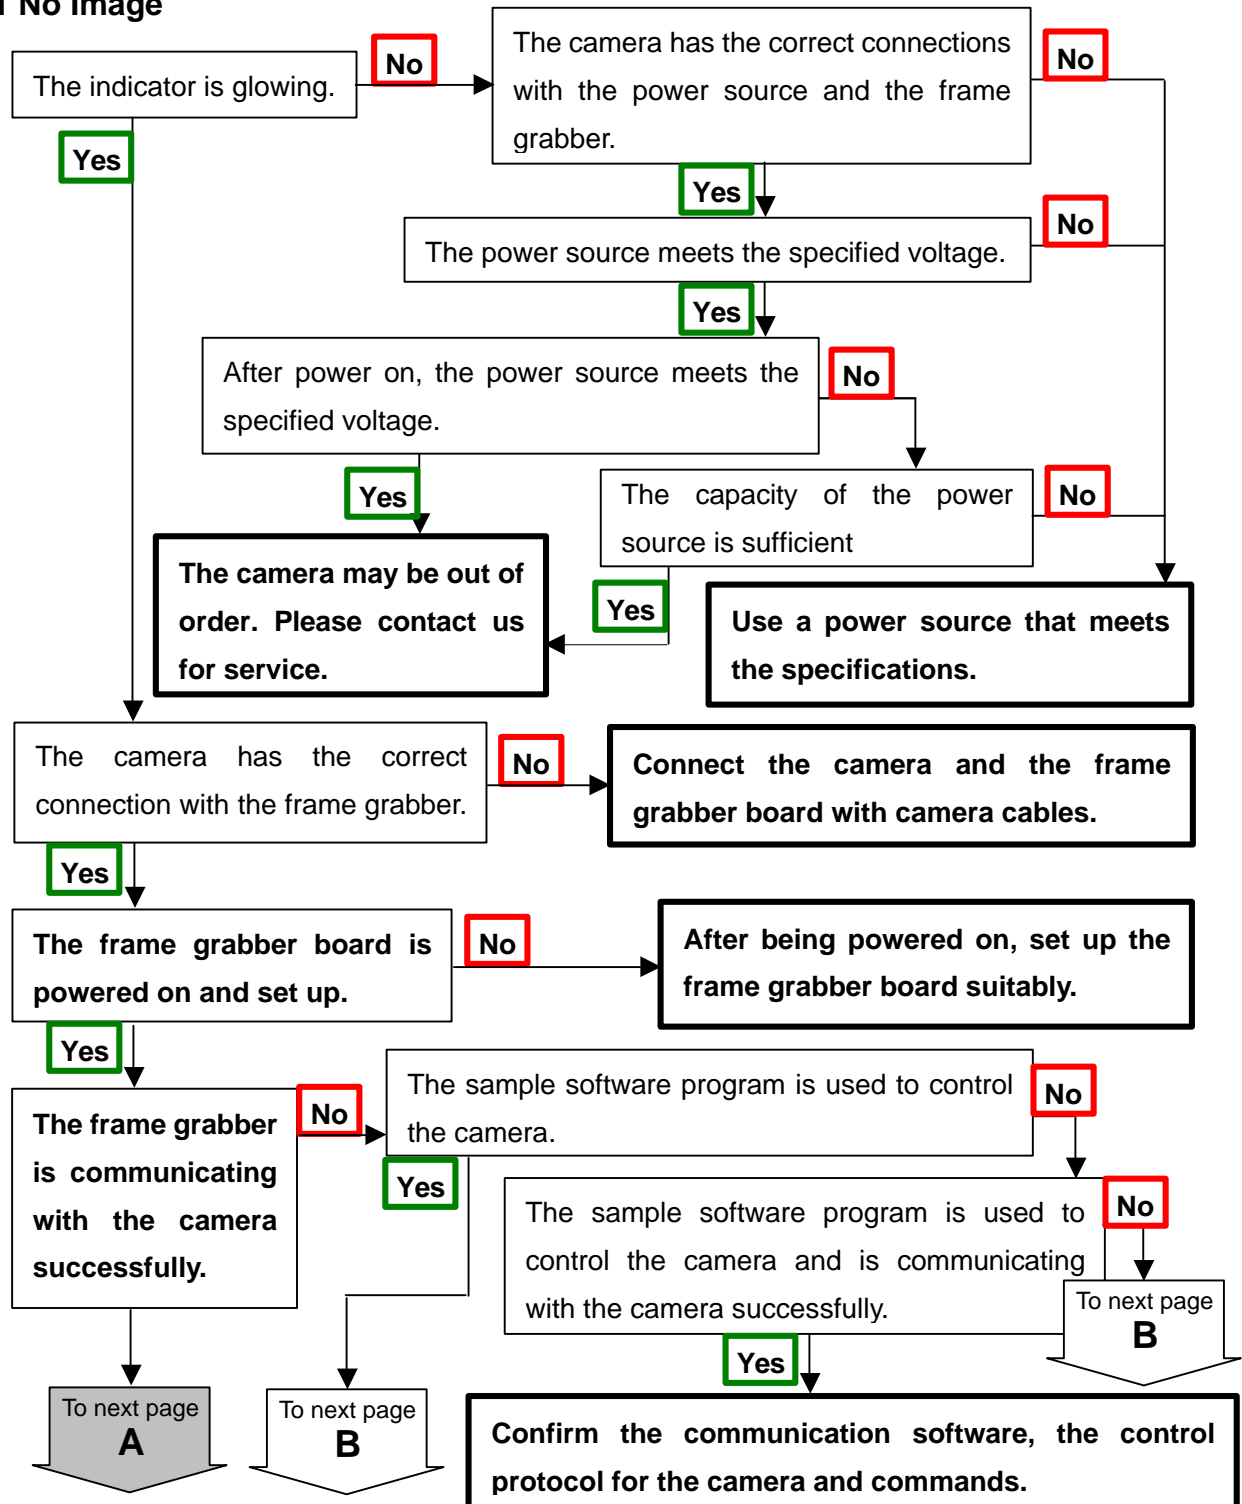 No Image
The indicator is glowing.
No
The camera has the correct connections
with the power source and the frame
grabber.
No
Yes
Yes
The power source meets the specified voltage.
No
Yes
After power on, the power source meets the
specified voltage.
No
Yes
The capacity of the power
source is sufficient
No
The camera may be out of
order. Please contact us
for service.
Yes
Use a power source that meets
the specifications.
The camera has the correct
connection with the frame grabber.
No
Connect the camera and the frame
grabber board with camera cables.
Yes
The frame grabber board is
powered on and set up.
No
After being powered on, set up the
frame grabber board suitably.
Yes
The frame grabber
is communicating
with the camera
successfully.
No
The sample software program is used to control
the camera.
No
Yes
The sample software program is used to
control the camera and is communicating
with the camera successfully.
No
To next page
B
Yes
To next page
A
To next page
B
Confirm the communication software, the control
protocol for the camera and commands.